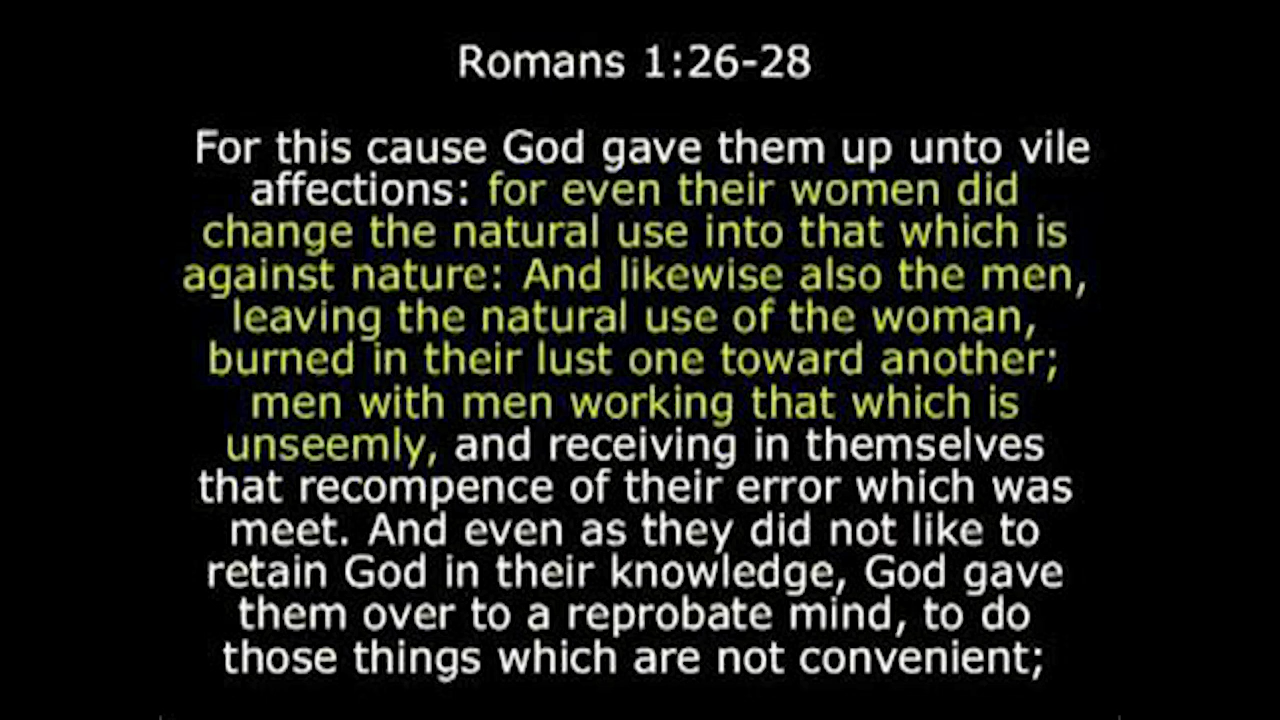 Romans 1:26-28
For this cause God gave them up unto vile
affections: for even their women did
change the natural use into that which is
against nature: And likewise also the men,
leaving the natural use of the woman,
burned in their lust one toward another;
men with men working that which is
unseemly, and receiving in themselves
that recompence of their error which was
meet. And even as they did not like to
retain God in their knowledge, God gave
them over to a reprobate mind, to do
those things which are not convenient;